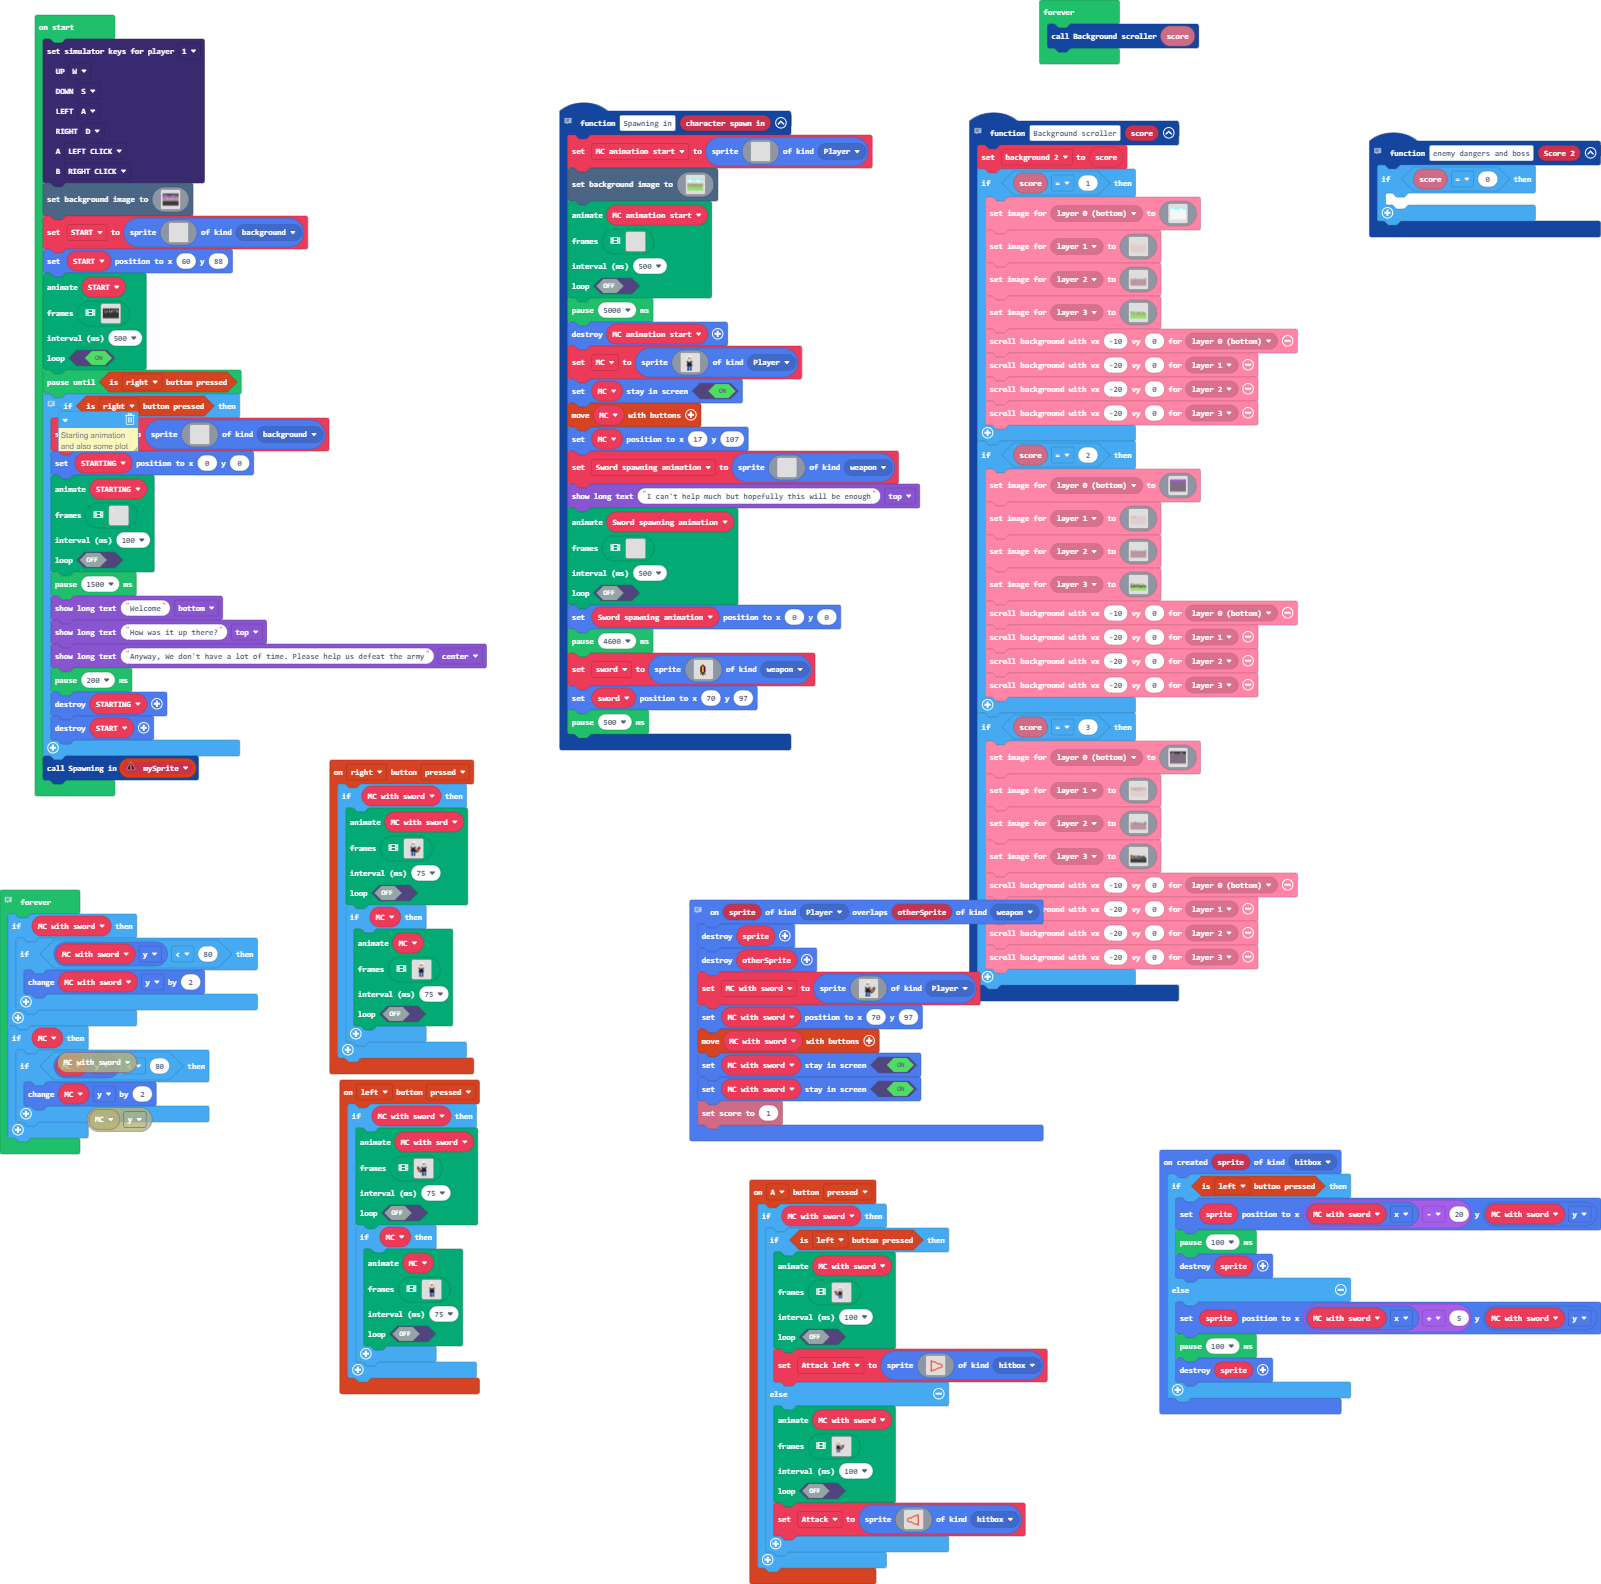 on start
set simulator keys for player 1
UP W
DOWN S
LEFT A
RIGHT D
A LEFT CLICK
B RIGHT CLICK
set background image to
set START to sprite of kind background
set START position to x 60 y 88
animate START
frames
interval (ms) 500
loop ON
pause until is right button pressed
if is right button pressed then
Starting animation
and also some plot
sprite of kind background
set STARTING position to x 0 y 0
animate STARTING
frames
interval (ms) 100
loop OFF
pause 1500 ms
show long text "Welcome" bottom
show long text "How was it up there?" top
show long text "Anyway, We don't have a lot of time. Please help us defeat the army" center
pause 200 ms
destroy STARTING
destroy START
call Spawning in mySprite
forever
if MC with sword then
if MC with sword y < 80 then
change MC with sword y by 2
if MC then
if MC with sword 80 then
change MC y by 2
MC y
on right button pressed
if MC with sword then
animate MC with sword
frames
interval (ms) 75
loop OFF
if MC then
animate MC
frames
interval (ms) 75
loop OFF
on left button pressed
if MC with sword then
animate MC with sword
frames
interval (ms) 75
loop OFF
if MC then
animate MC
frames
interval (ms) 75
loop OFF
function Spawning in character spawn in
set MC animation start to sprite of kind Player
set background image to
animate MC animation start
frames
interval (ms) 500
loop OFF
pause 5000 ms
destroy MC animation start
set MC to sprite of kind Player
set MC stay in screen ON
move MC with buttons
set MC position to x 17 y 107
set Sword spawning animation to sprite of kind weapon
show long text "I can't help much but hopefully this will be enough" top
animate Sword spawning animation
frames
interval (ms) 500
loop OFF
set Sword spawning animation position to x 0 y 0
pause 4600 ms
set sword to sprite of kind weapon
set sword position to x 70 y 97
pause 500 ms
on sprite of kind Player overlaps otherSprite of kind weapon
destroy sprite
destroy otherSprite
set MC with sword to sprite of kind Player
set MC with sword position to x 70 y 97
move MC with sword with buttons
set MC with sword stay in screen ON
set MC with sword stay in screen ON
set score to 1
on A button pressed
if MC with sword then
if is left button pressed then
animate MC with sword
frames
interval (ms) 100
loop OFF
set Attack left to sprite of kind hitbox
else
animate MC with sword
frames
interval (ms) 100
loop OFF
set Attack to sprite of kind hitbox
forever
call Background scroller score
function Background scroller score
set background 2 to score
if score = 1 then
set image for layer 0 (bottom) to
set image for layer 1 to
set image for layer 2 to
set image for layer 3 to
scroll background with vx -10 vy 0 for layer 0 (bottom)
scroll background with vx -20 vy 0 for layer 1
scroll background with vx -20 vy 0 for layer 2
scroll background with vx -20 vy 0 for layer 3
if score = 2 then
set image for layer 0 (bottom) to
set image for layer 1 to
set image for layer 2 to
set image for layer 3 to
scroll background with vx -10 vy 0 for layer 0 (bottom)
scroll background with vx -20 vy 0 for layer 1
scroll background with vx -20 vy 0 for layer 2
scroll background with vx -20 vy 0 for layer 3
if score = 3 then
set image for layer 0 (bottom) to
set image for layer 1 to
set image for layer 2 to
set image for layer 3 to
scroll background with vx -10 vy 0 for layer 0 (bottom)
round with vx -20 vy 0 for layer 1
scroll background with vx -20 vy 0 for layer 2
scroll background with vx -20 vy 0 for layer 3
function enemy dangers and boss Score 2
if score = 0 then
on created sprite of kind hitbox
if is left button pressed then
set sprite position to x MC with sword x - 20 y MC with sword y
pause 100 ms
destroy sprite
else
set sprite position to x MC with sword x + 5 y MC with sword y
pause 100 ms
destroy sprite